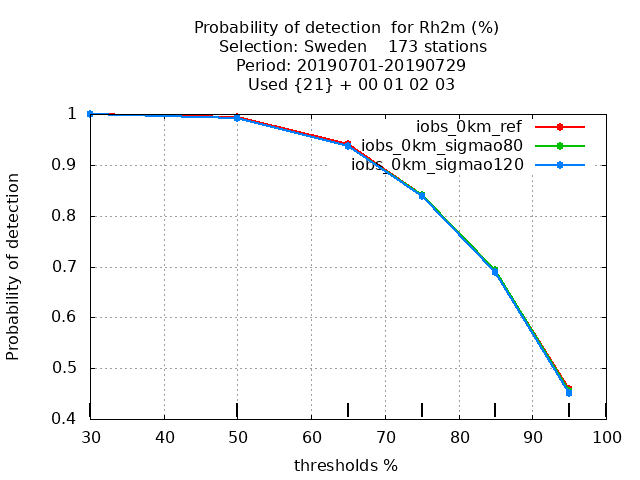 Probability of detection  for Rh2m (%)
Selection: Sweden    173 stations
Period: 20190701-20190729
Used {21} + 00 01 02 03
iobs_0km_ref
iobs_0km_sigmao80
iobs_0km_sigmao120
Probability of detection
1
0.9
0.8
0.7
0.6
0.5
0.4
30 40 50 60 70 80 90 100
thresholds %